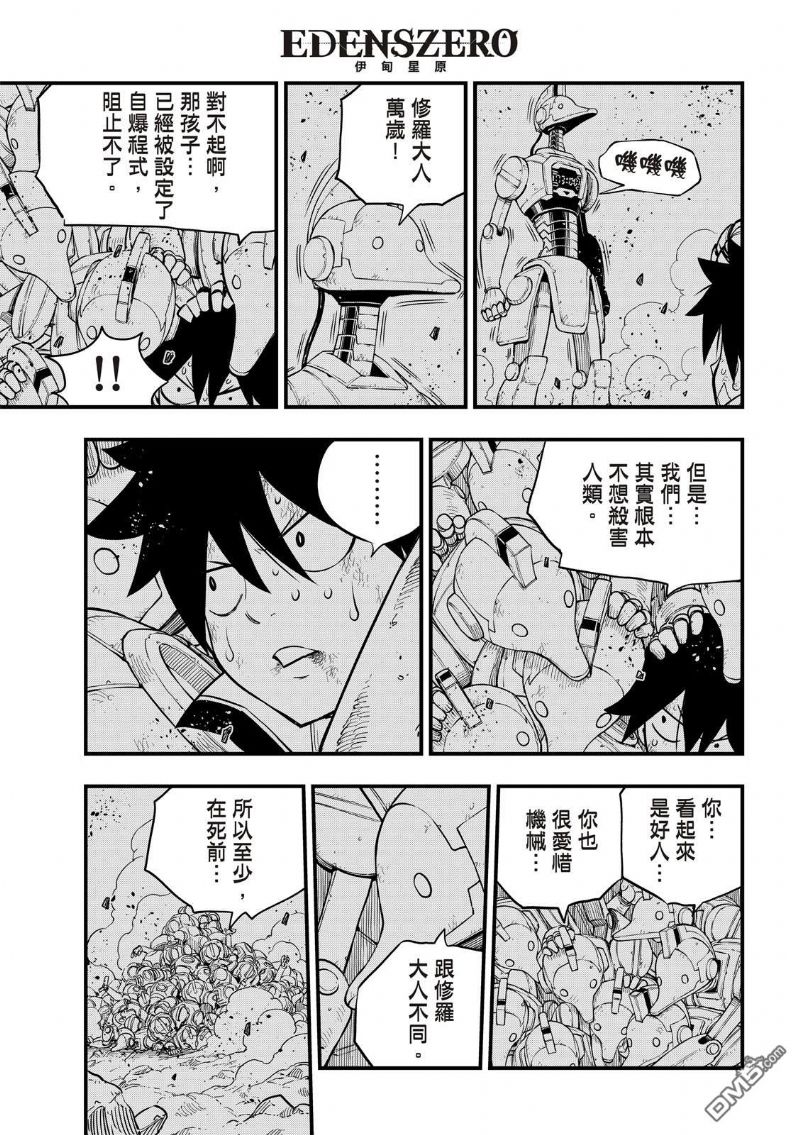 EDENSZERO
伊甸星原
嘰嘰嘰
修羅大人
萬歲！
對不起啊，
那孩子…
已經被設定了
自爆程式，
阻止不了。
!!
但是…
我們…
其實根本
不想殺害
人類。
………
你…
看起來
是好人…
你也
很愛惜
機械…
跟修羅
大人不同。
所以至少，
在死前…
DM5.COM